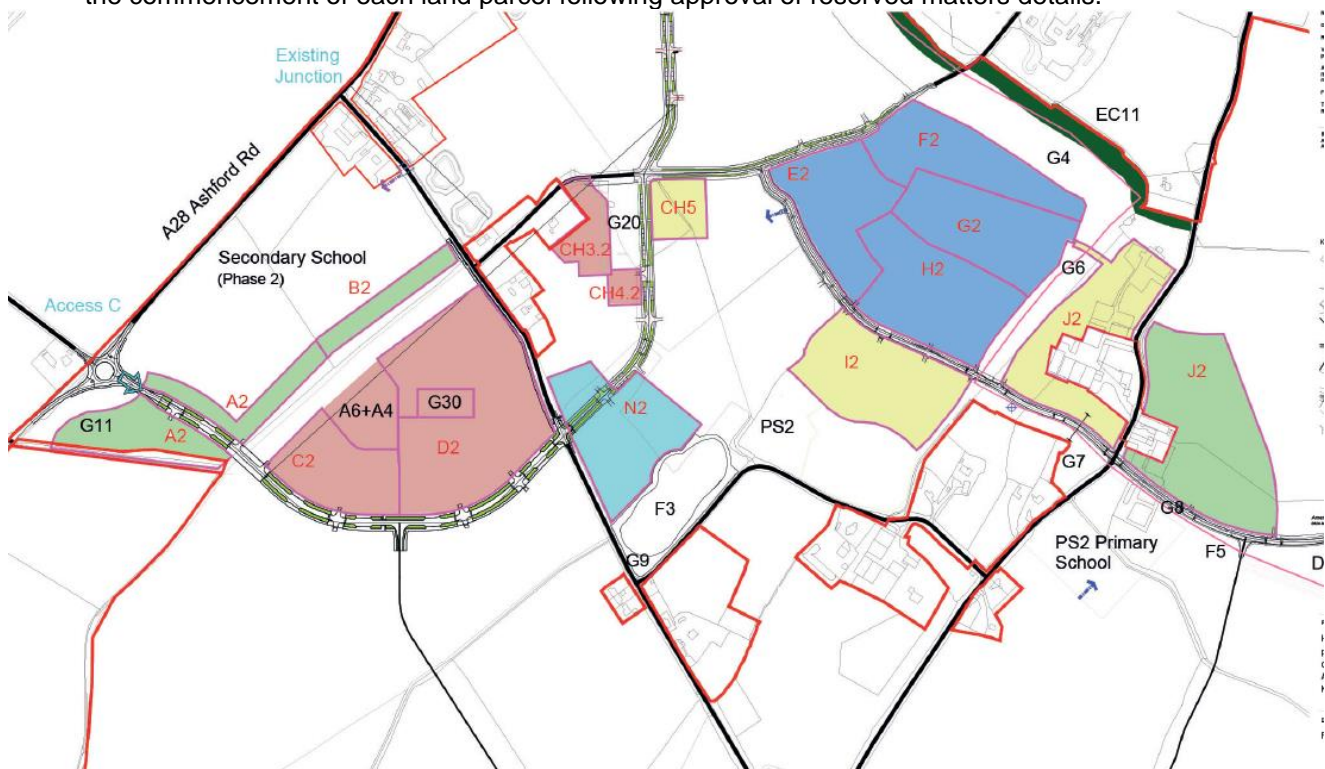 the commencement of each land parcel following approval of reserved matters details.
Existing
Junction
A28 Ashford Rd
EC11
F2
G4
E2
CH5
G20
G2
Secondary School
(Phase 2)
CH3.2
B2
H2
G6
CH4.2
Access C
J2
I2
J2
A2
A6+A4
G30
N2
G11
A2
PS2
D2
C2
G7
F3
G8
PS2 Primary
School
F5
G9
D